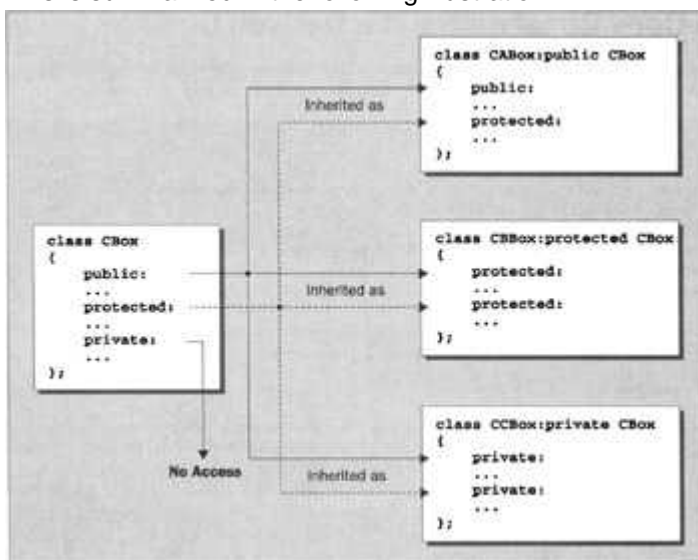 class CABox:public CBox
{
public:
...
protected:
...
};
Inherited as
class CBox
{
public:
...
protected:
...
private:
...
};
No Access
class CBBox:protected CBox
{
protected:
...
protected:
...
};
Inherited as
class CCBox:private CBox
{
private:
...
private:
...
};
Inherited as